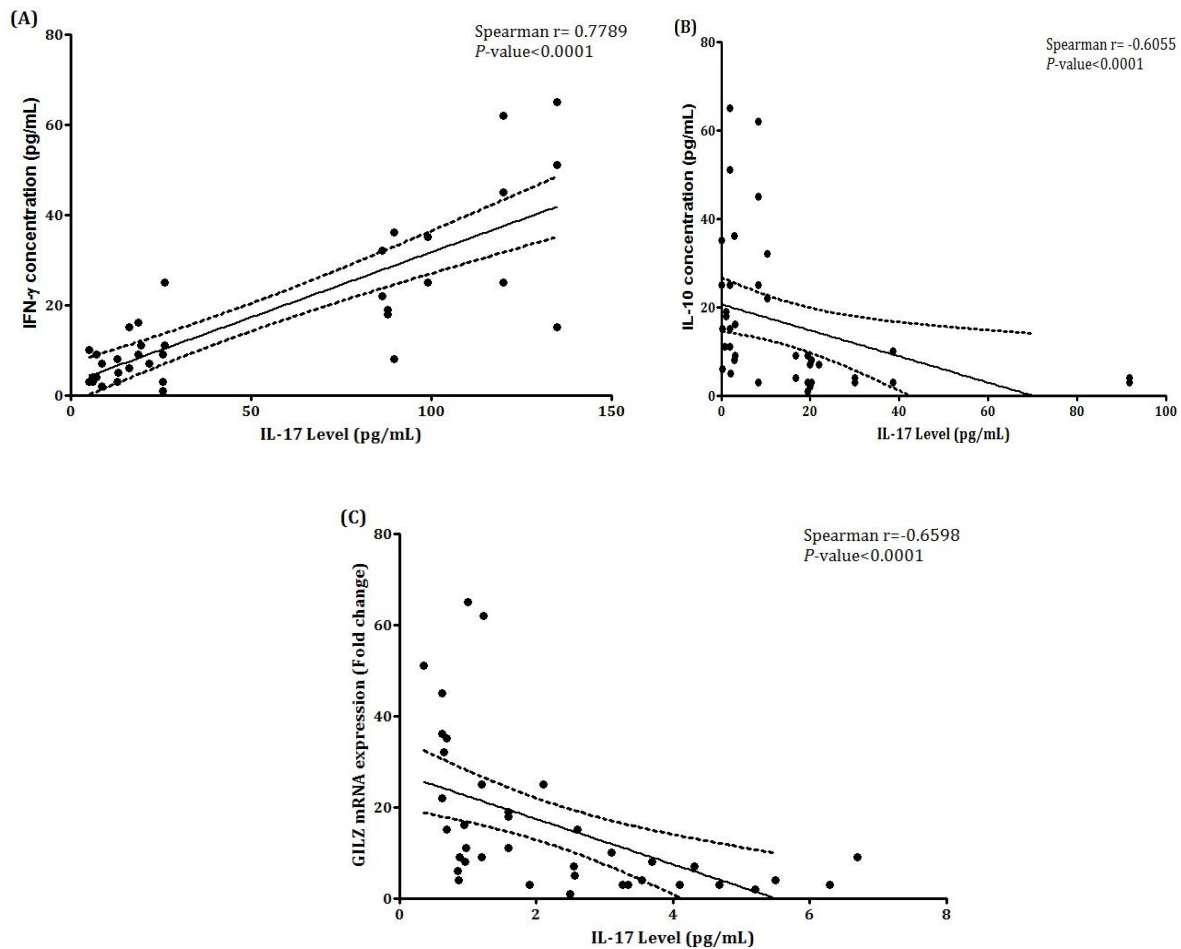 (A)
Spearman r= 0.7789
P-value<0.0001
IFN-γ concentration (pg/mL)
80
60
40
20
0
0 50 100 150
IL-17 Level (pg/mL)
(B)
Spearman r= -0.6055
P-value<0.0001
IL-10 concentration (pg/mL)
80
60
40
20
0
0 20 40 60 80 100
IL-17 Level (pg/mL)
(C)
Spearman r=-0.6598
P-value<0.0001
GILZ mRNA expression (Fold change)
80
60
40
20
0
0 2 4 6 8
IL-17 Level (pg/mL)